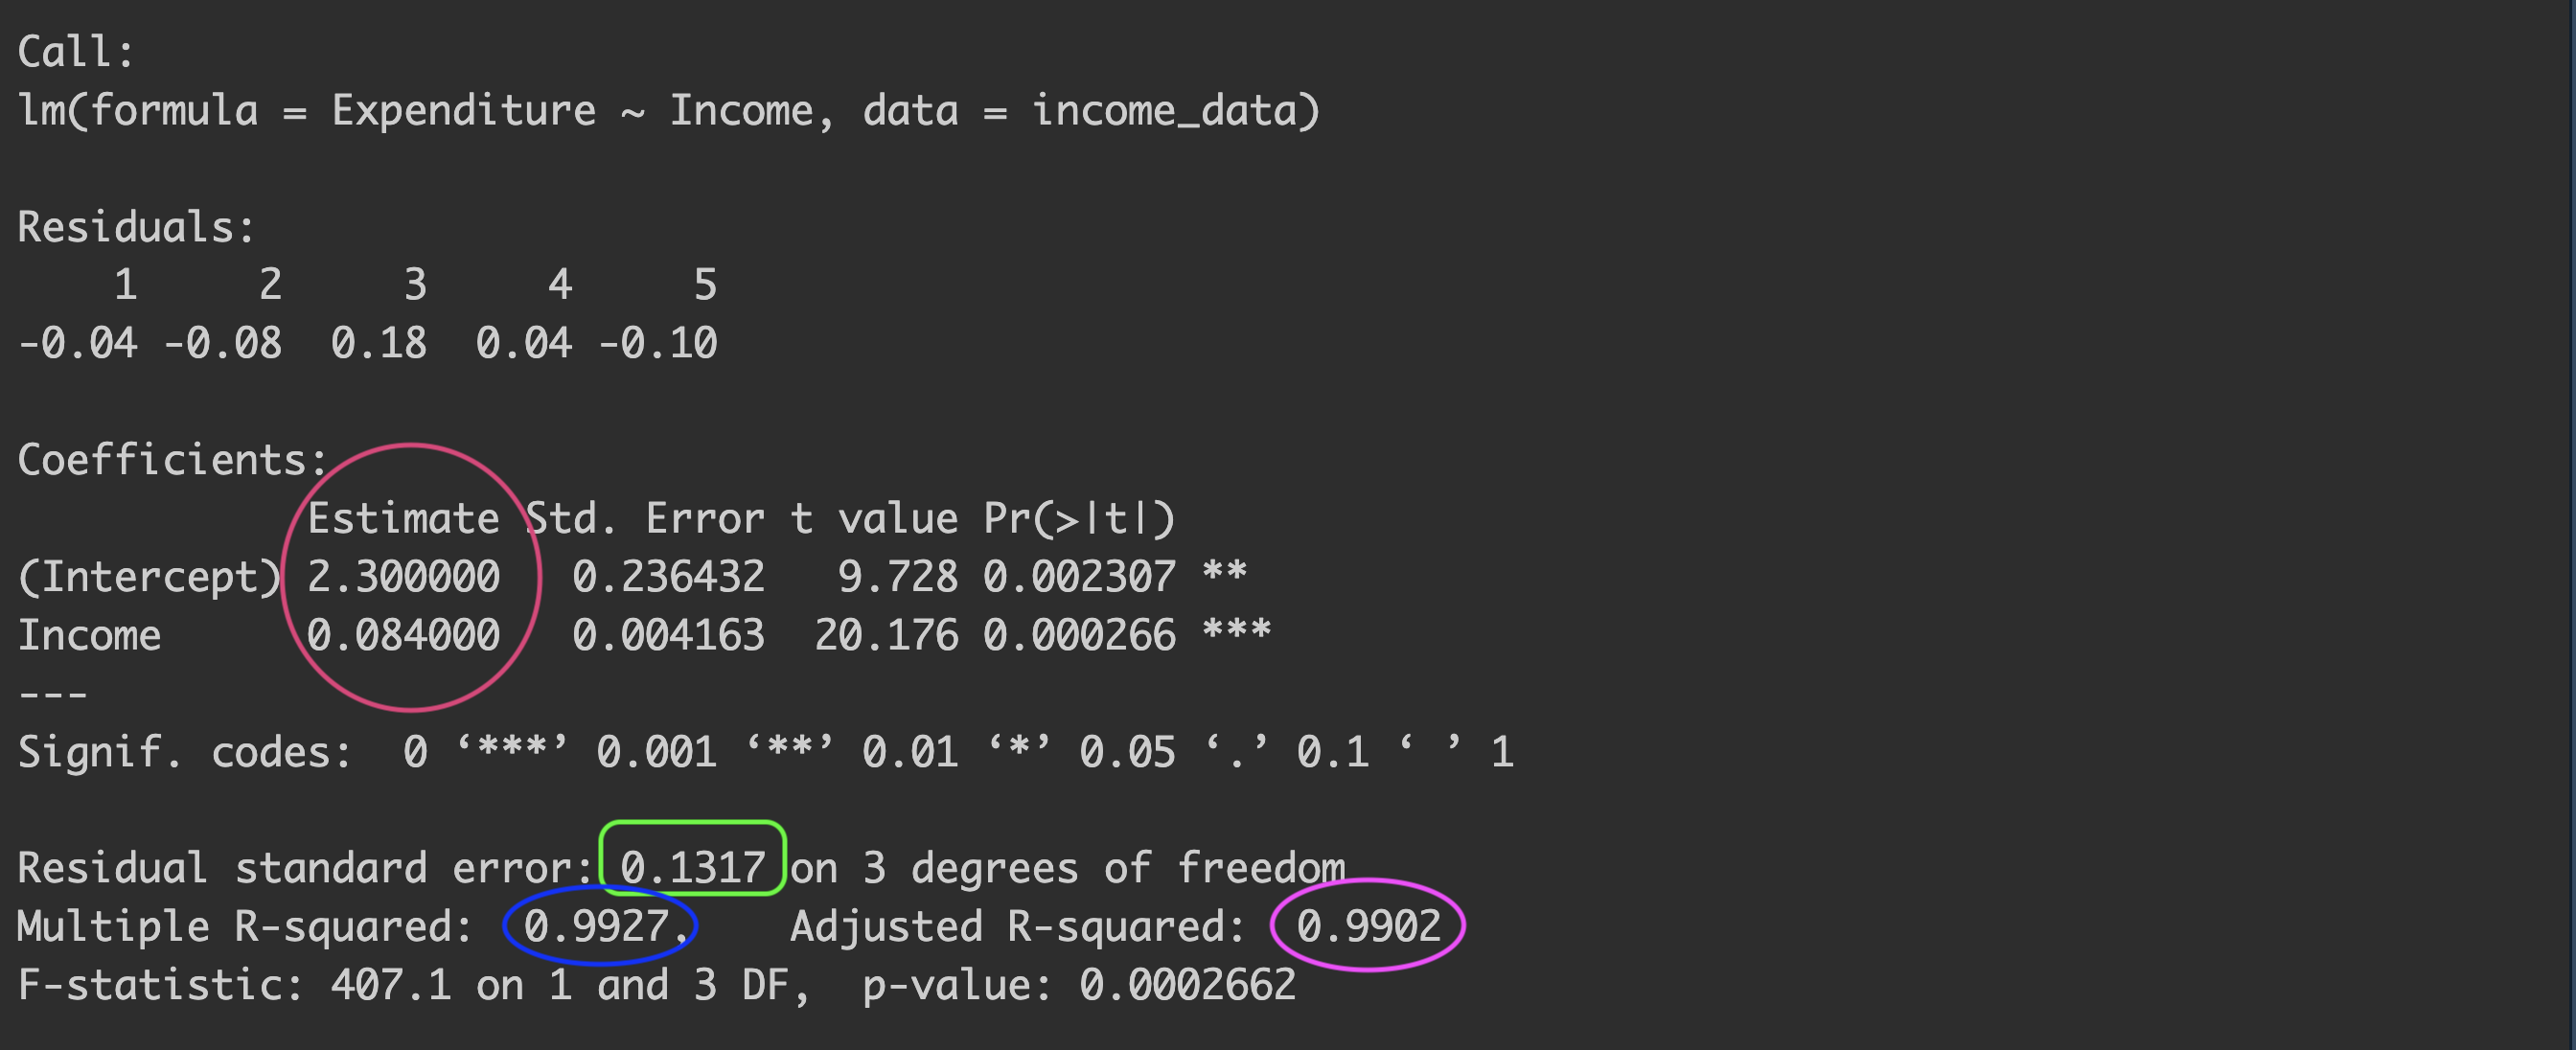 Call:
lm(formula = Expenditure ~ Income, data = income_data)
Residuals:
1 2 3 4 5
-0.04 -0.08 0.18 0.04 -0.10
Coefficients:
Estimate Std. Error t value Pr(>|t|)
(Intercept) 2.300000 0.236432 9.728 0.002307 **
Income 0.084000 0.004163 20.176 0.000266 ***
---
Signif. codes: 0 ‘***’ 0.001 ‘**’ 0.01 ‘*’ 0.05 ‘.’ 0.1 ‘ ’ 1
Residual standard error: 0.1317 on 3 degrees of freedom
Multiple R-squared: 0.9927, Adjusted R-squared: 0.9902
F-statistic: 407.1 on 1 and 3 DF, p-value: 0.0002662